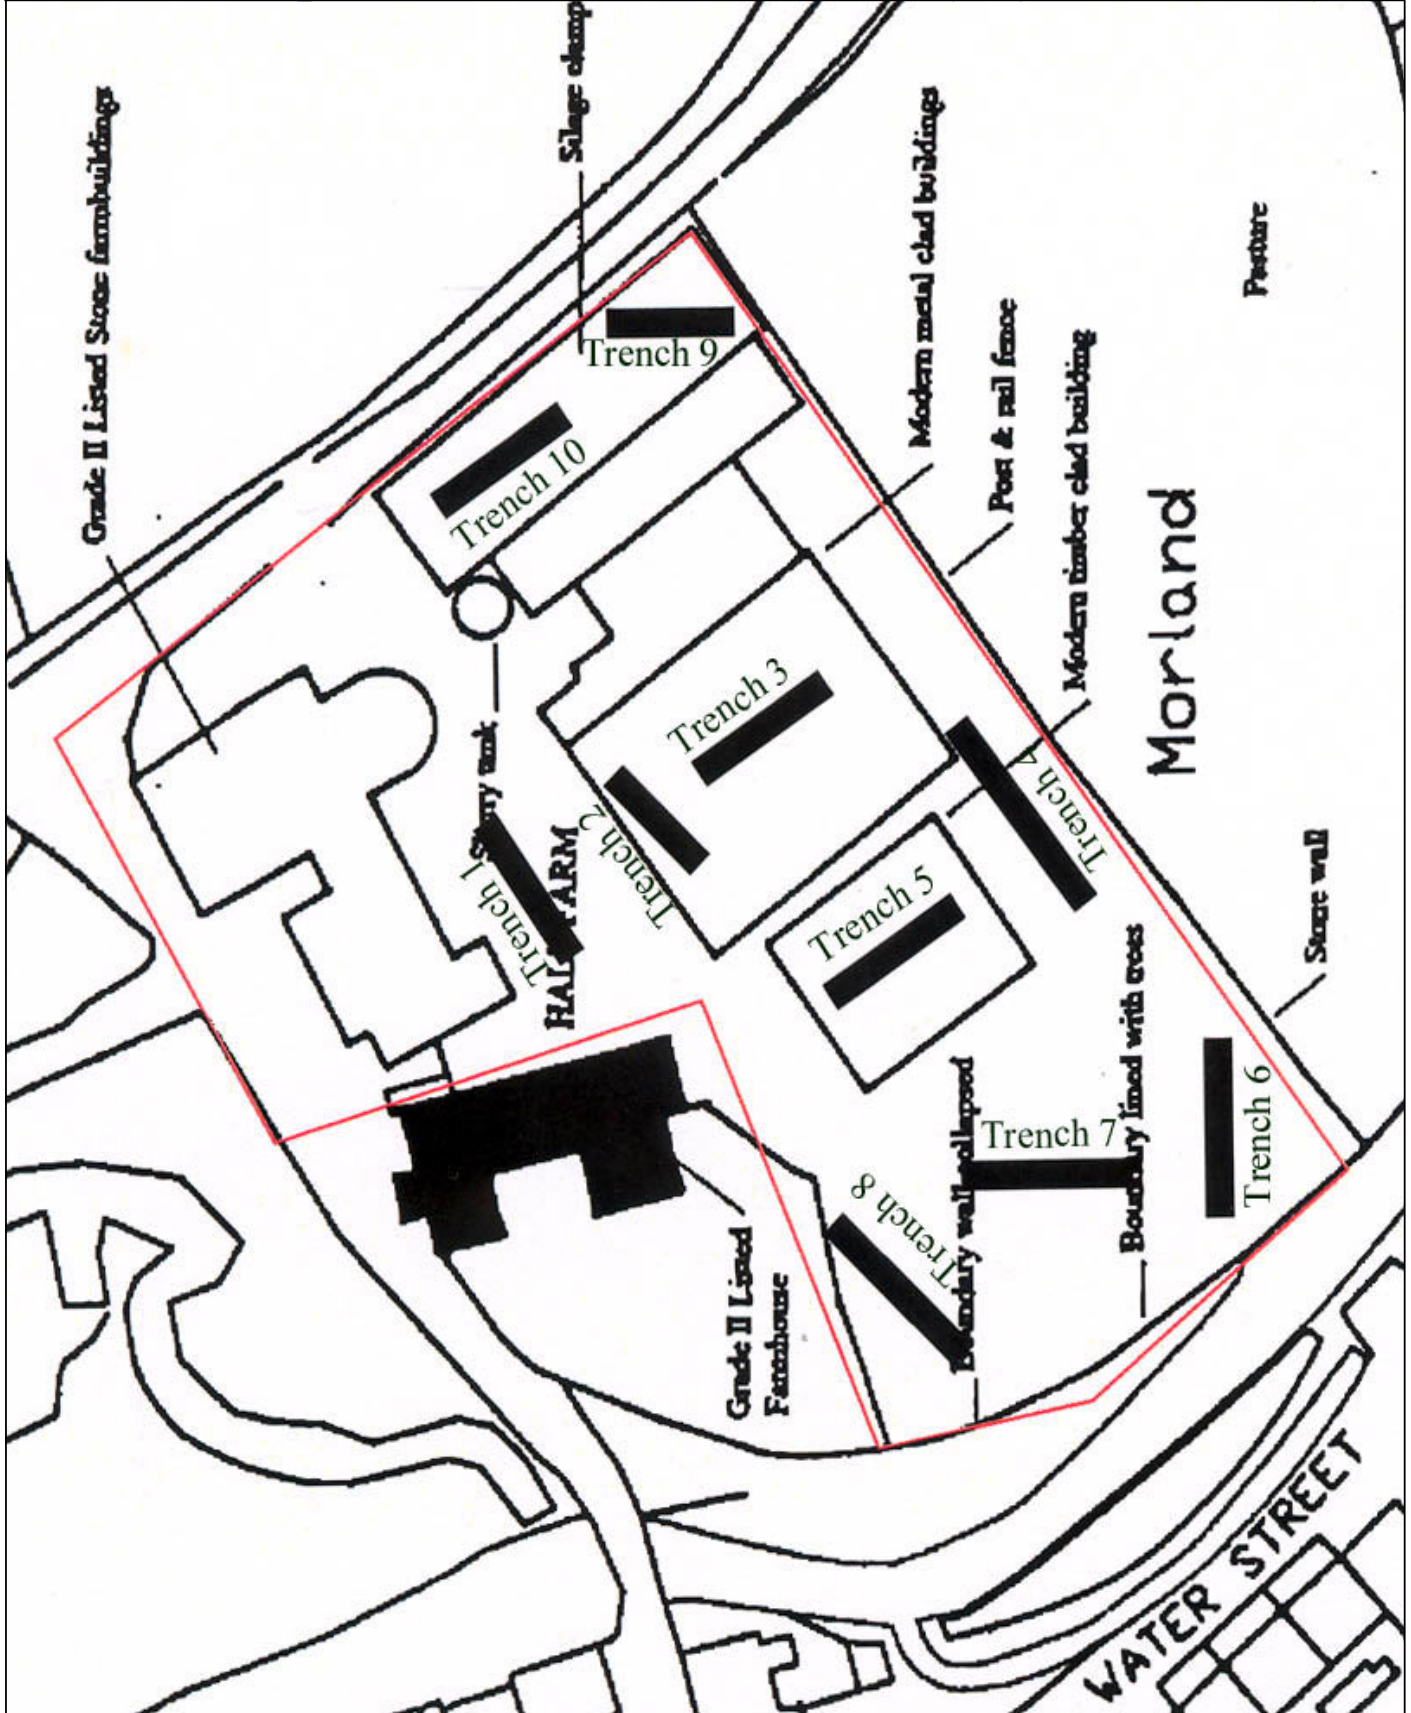 Grade II Listed Stone farmbuildings
Silage clamp
Modern metal clad buildings
Pasture
Post & rail fence
Modern timber clad building
Trench 9
Trench 10
Morland
Trench 3
Slurry tank
Trench 2
Trench 4
Trench 1
HALL FARM
Trench 5
Stone wall
Boundary lined with trees
Boundary wall collapsed
Trench 7
Trench 6
Trench 8
Grade II Listed
Farmhouse
WATER STREET